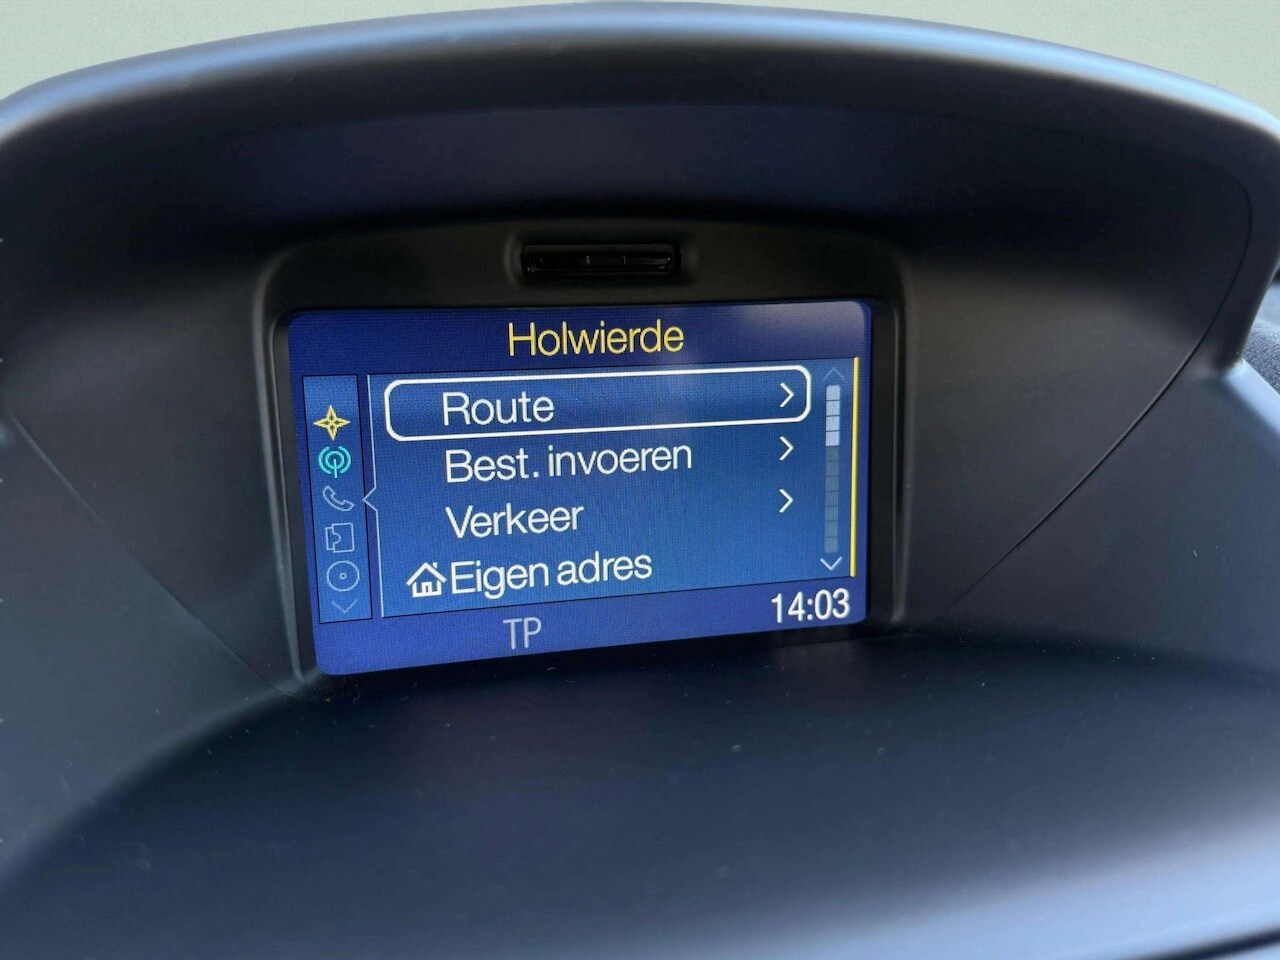 Holwierde
Route
Best. invoeren
Verkeer
Eigen adres
TP
14:03